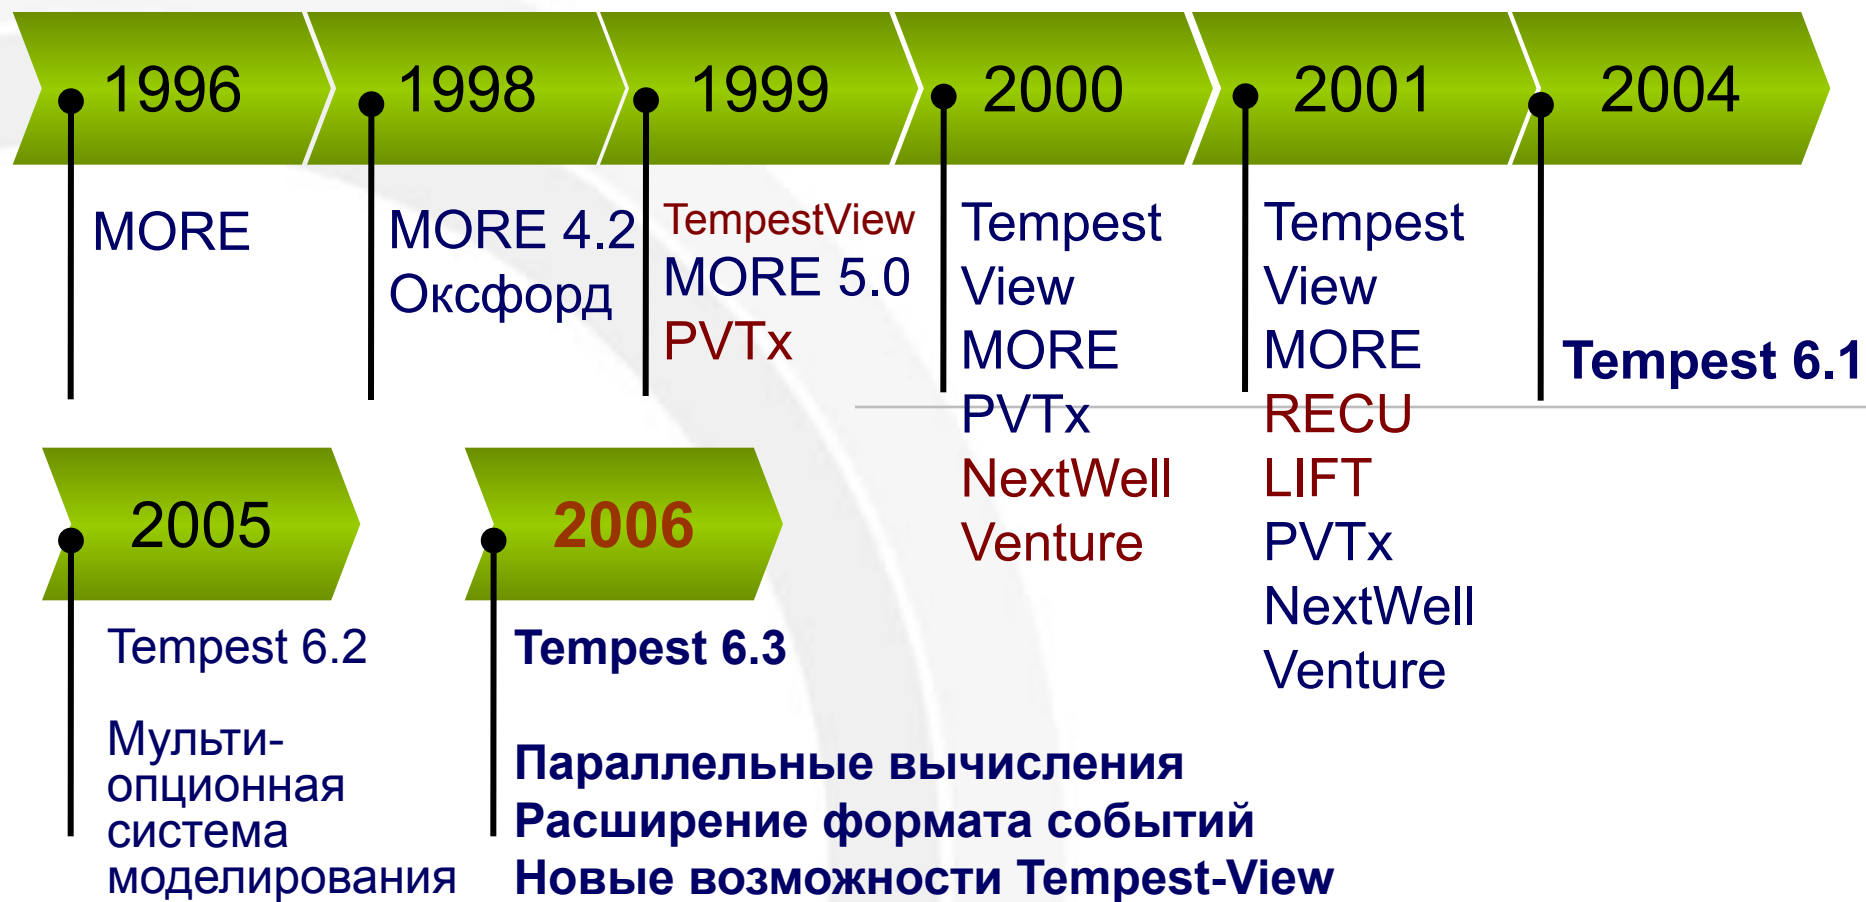 1996
1998
1999
2000
2001
2004
MORE
MORE 4.2
Оксфорд
TempestView
MORE 5.0
PVTx
Tempest
View
MORE
PVTx
NextWell
Venture
Tempest
View
MORE
RECU
LIFT
PVTx
NextWell
Venture
Tempest 6.1
2005
2006
Tempest 6.2
Мульти-
опционная
система
моделирования
Tempest 6.3
Параллельные вычисления
Расширение формата событий
Новые возможности Tempest-View